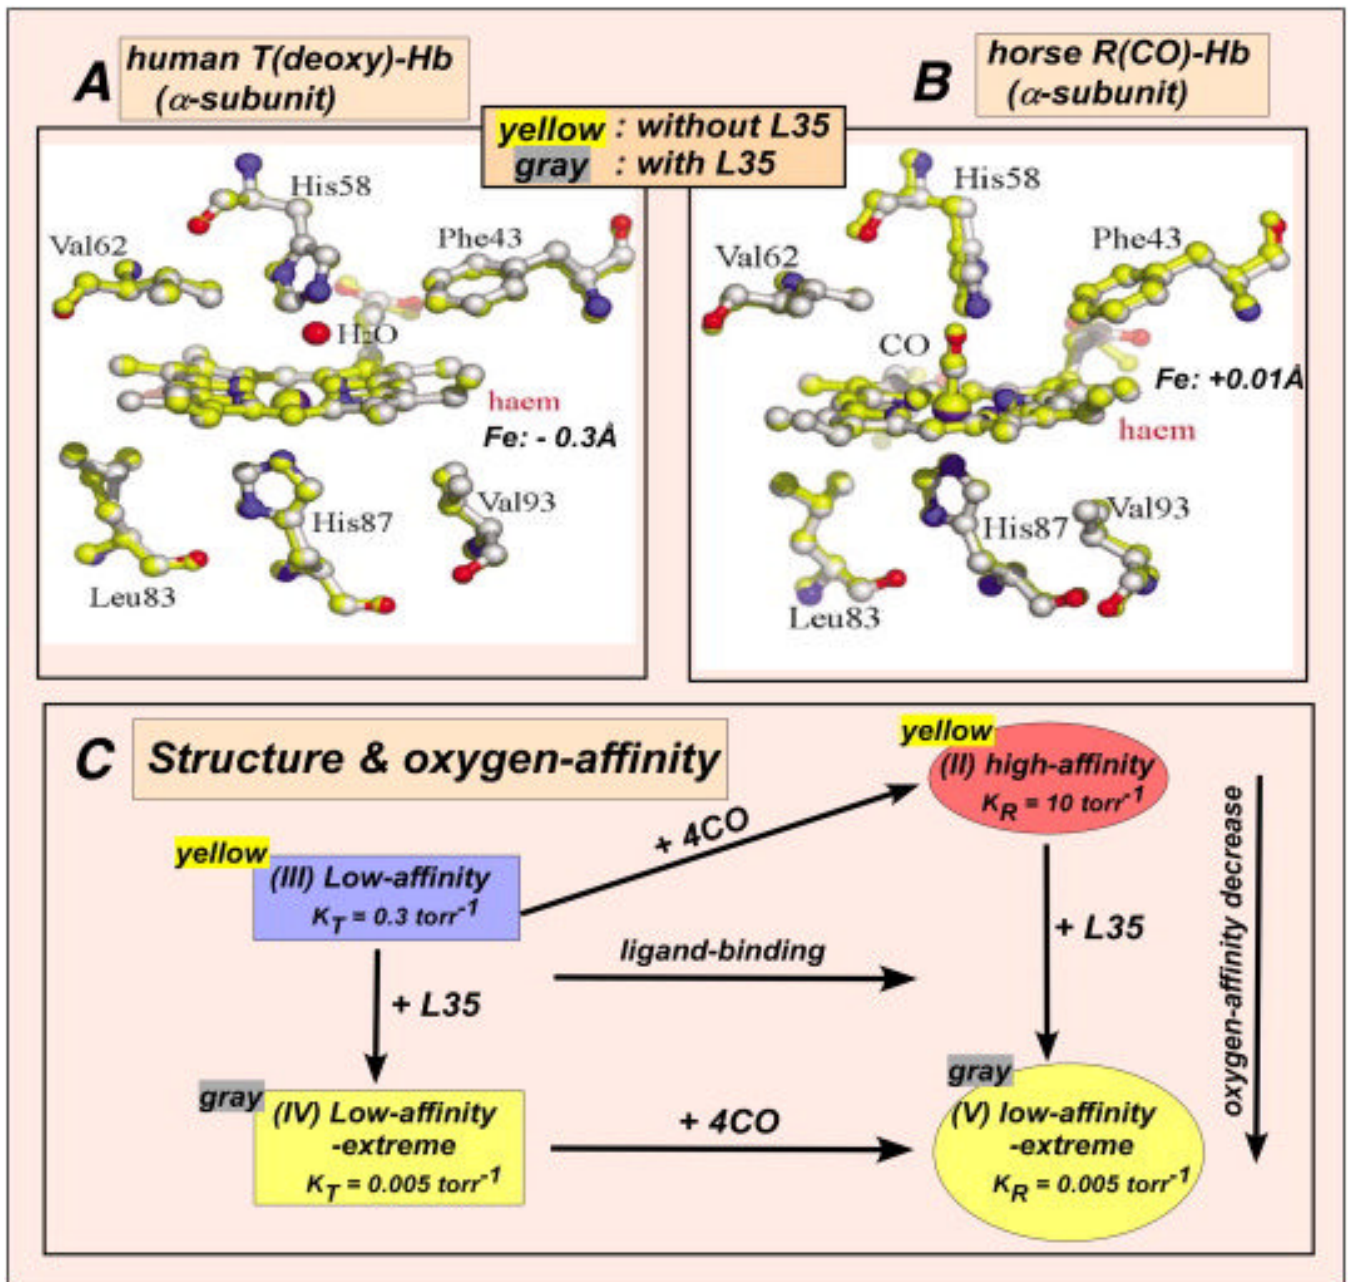 A
human T(deoxy)-Hb
(α-subunit)
B
horse R(CO)-Hb
(α-subunit)
yellow : without L35
gray : with L35
His58
Val62
Phe43
H2O
haem
Fe: - 0.3Å
Leu83
His87
Val93
His58
Val62
Phe43
CO
Fe: +0.01Å
haem
Leu83
His87
Val93
C
Structure & oxygen-affinity
yellow
(II) high-affinity
KR = 10 torr-1
+ 4CO
yellow
(III) Low-affinity
KT = 0.3 torr-1
ligand-binding
+ L35
+ L35
oxygen-affinity decrease
gray
(IV) Low-affinity
-extreme
KT = 0.005 torr-1
+ 4CO
gray
(V) low-affinity
-extreme
KR = 0.005 torr-1